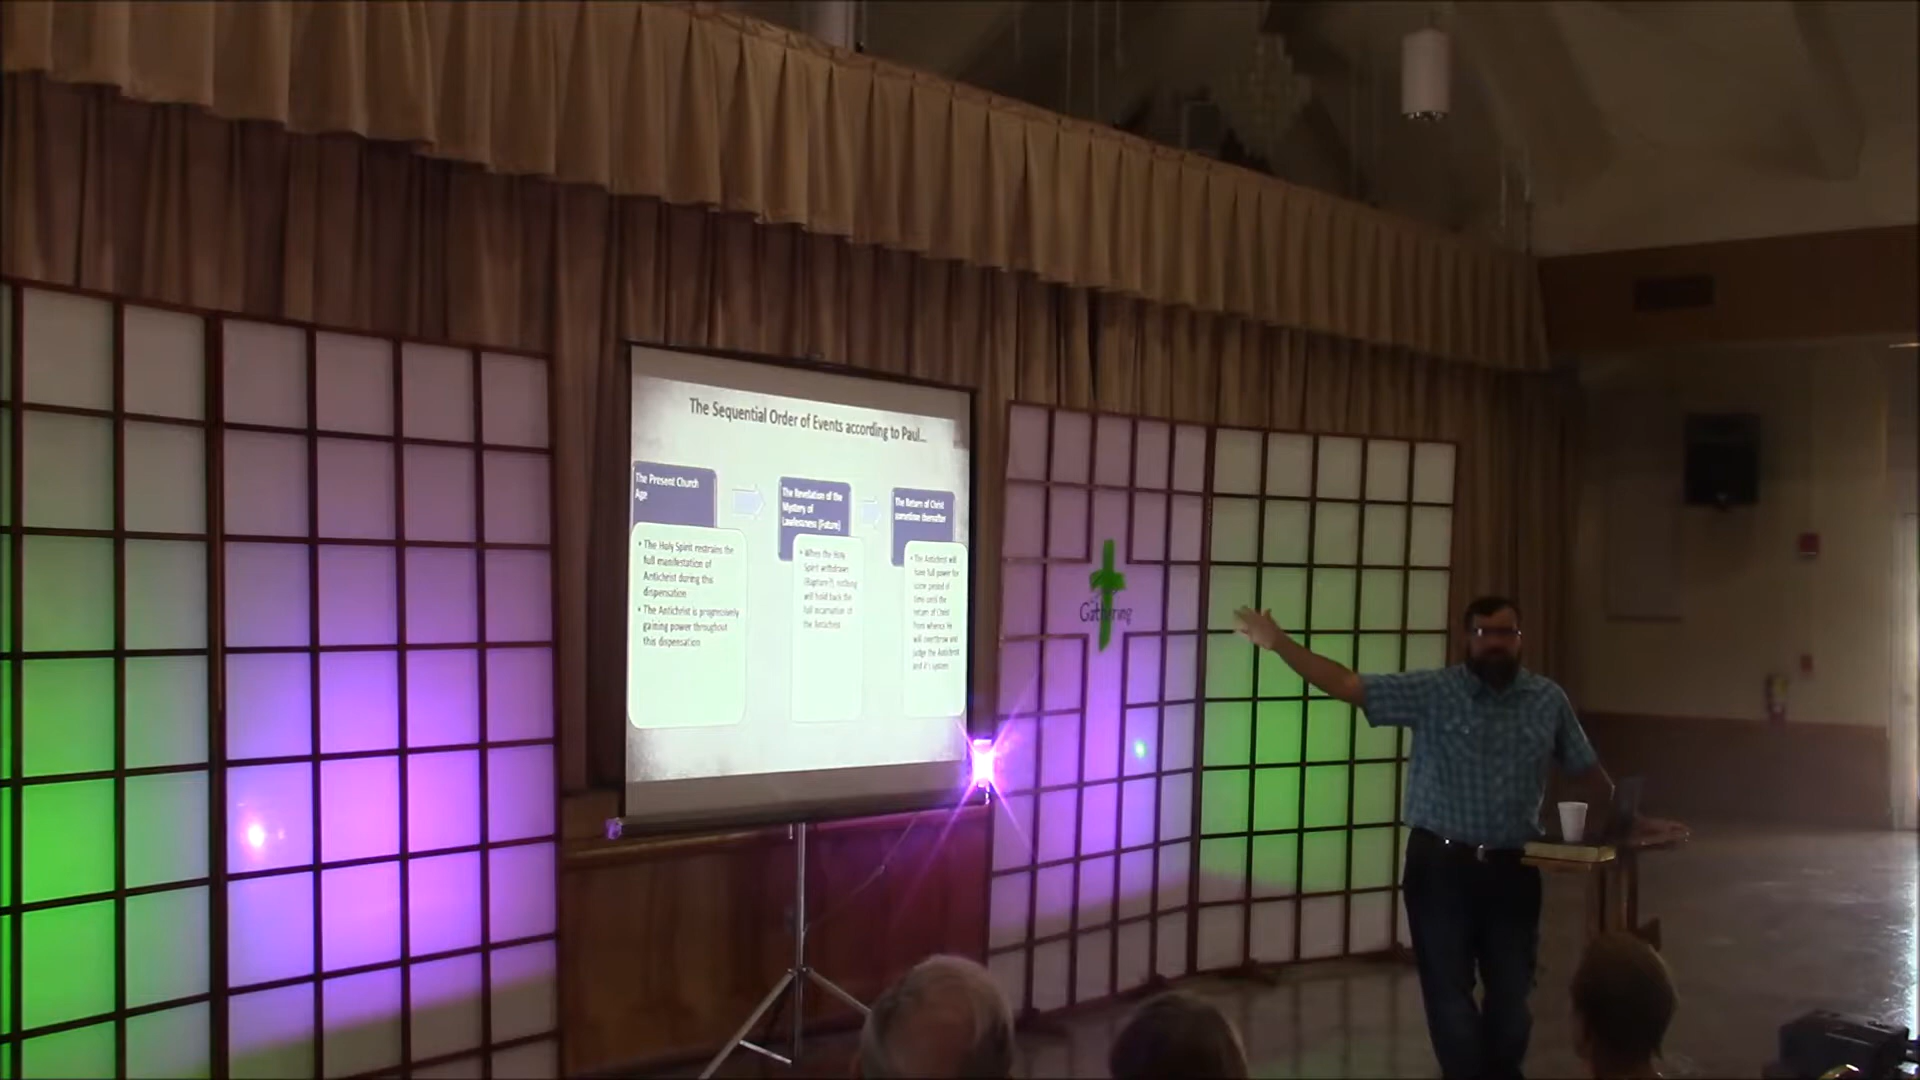 The Sequential Order of Events according to Paul...
The Present Church
Age
The Revelation of the
Mystery of
Lawlessness (Future)
The Return of Christ
sometime thereafter
• The Holy Spirit restrains the
full manifestation of
Antichrist during this
dispensation
• The Antichrist is progressively
gaining power throughout
this dispensation
• When the Holy
Spirit withdraws
(Rapture?), nothing
will hold back the
full incarnation of
the Antichrist
• The Antichrist will
have full power for
some period of
time until the
return of Christ
from whence He
will overthrow and
judge the Antichrist
and it's system
Gathering